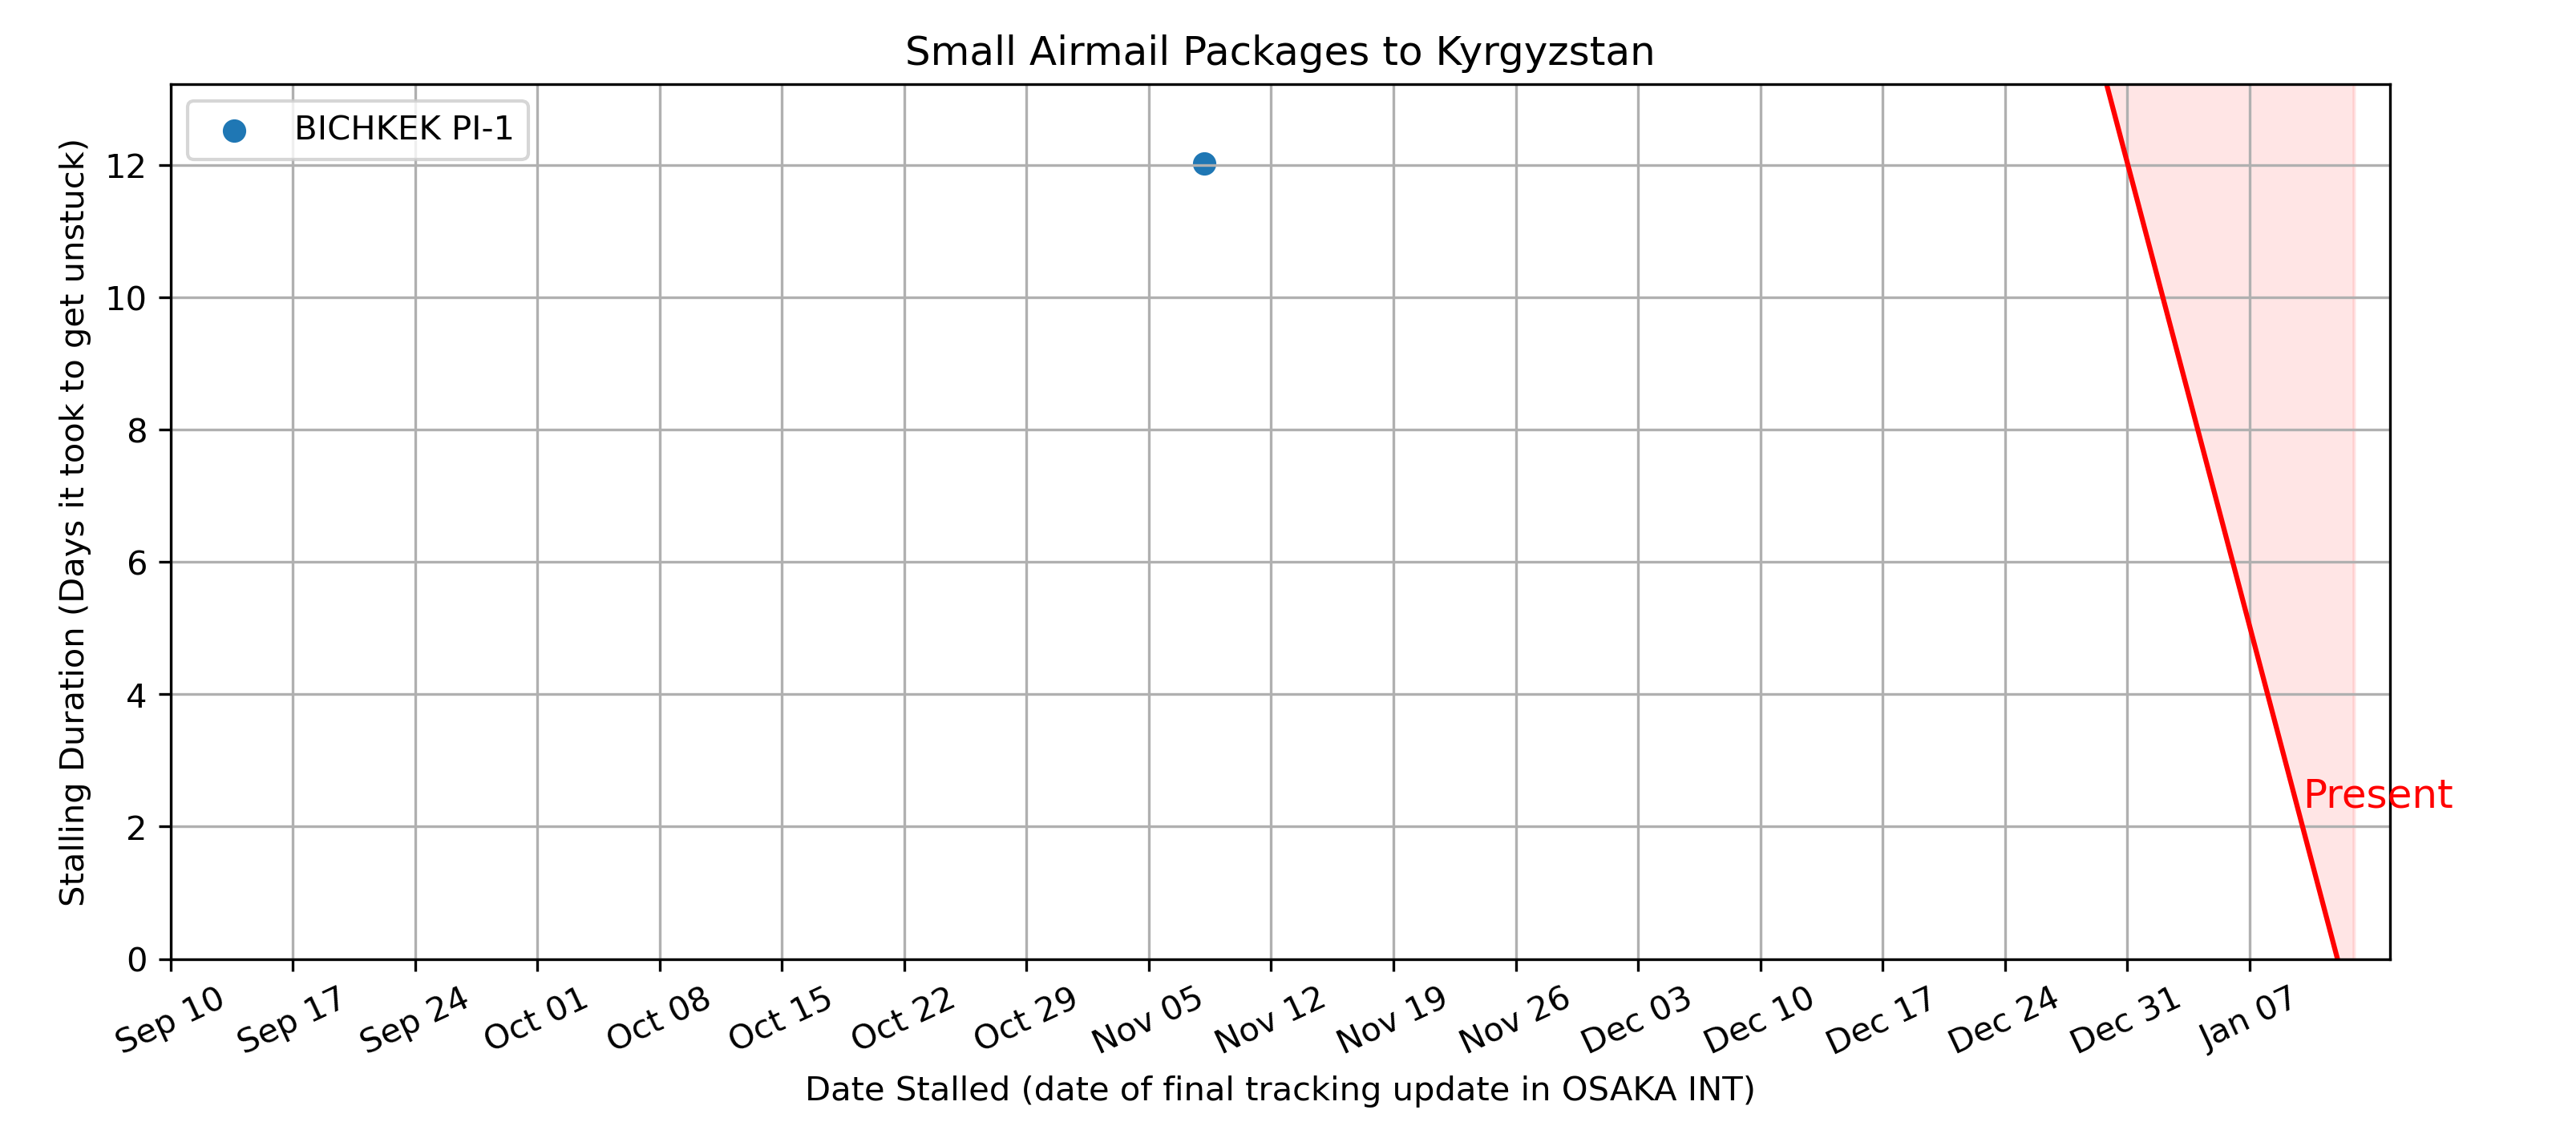 Small Airmail Packages to Kyrgyzstan
BICHKEK PI-1
Stalling Duration (Days it took to get unstuck)
12
10
8
6
4
2
0
Present
Sep 10
Sep 17
Sep 24
Oct 01
Oct 08
Oct 15
Oct 22
Oct 29
Nov 05
Nov 12
Nov 19
Nov 26
Dec 03
Dec 10
Dec 17
Dec 24
Dec 31
Jan 07
Date Stalled (date of final tracking update in OSAKA INT)